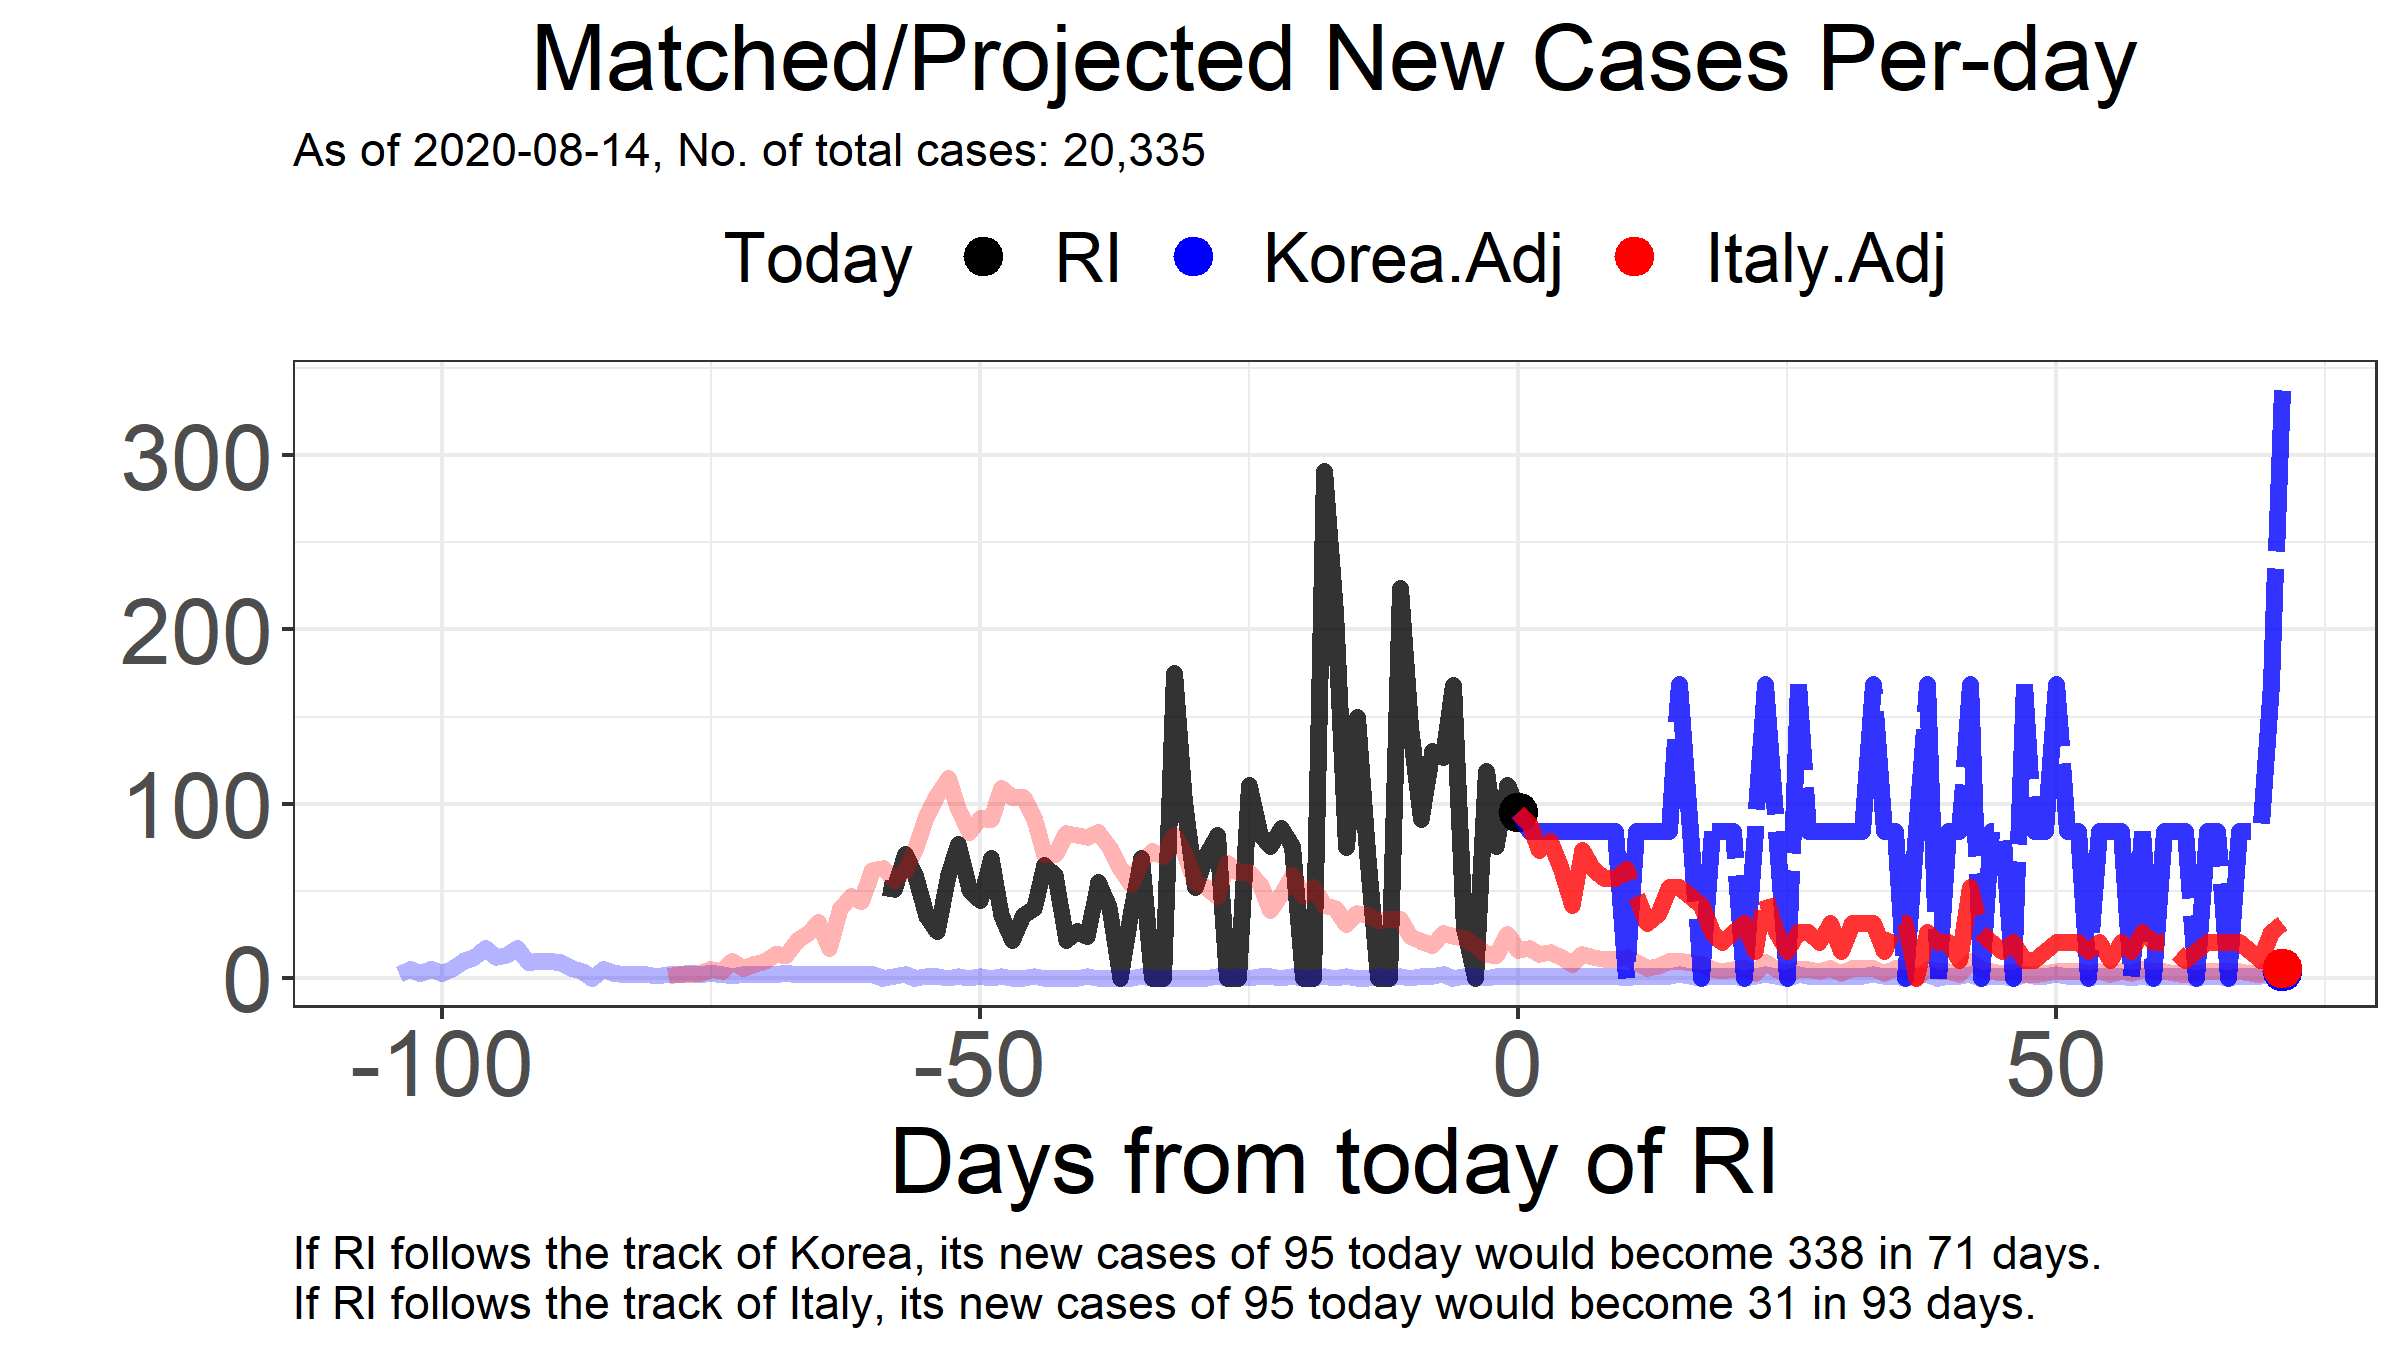 Matched/Projected New Cases Per-day
As of 2020-08-14, No. of total cases: 20,335
Today RI Korea.Adj Italy.Adj
300
200
100
0
-100 -50 0 50
Days from today of RI
If RI follows the track of Korea, its new cases of 95 today would become 338 in 71 days.
If RI follows the track of Italy, its new cases of 95 today would become 31 in 93 days.